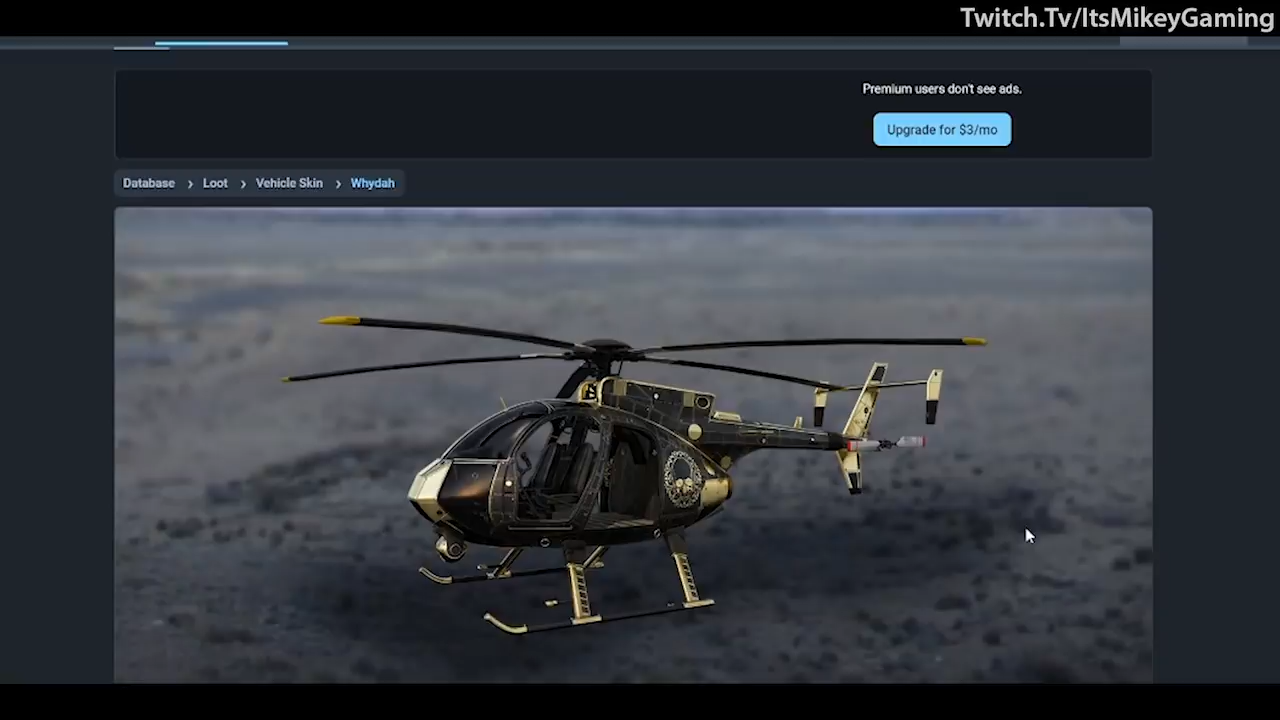 Twitch.Tv/ItsMikeyGaming
Premium users don't see ads.
Upgrade for $3/mo
Database > Loot > Vehicle Skin > Whydah